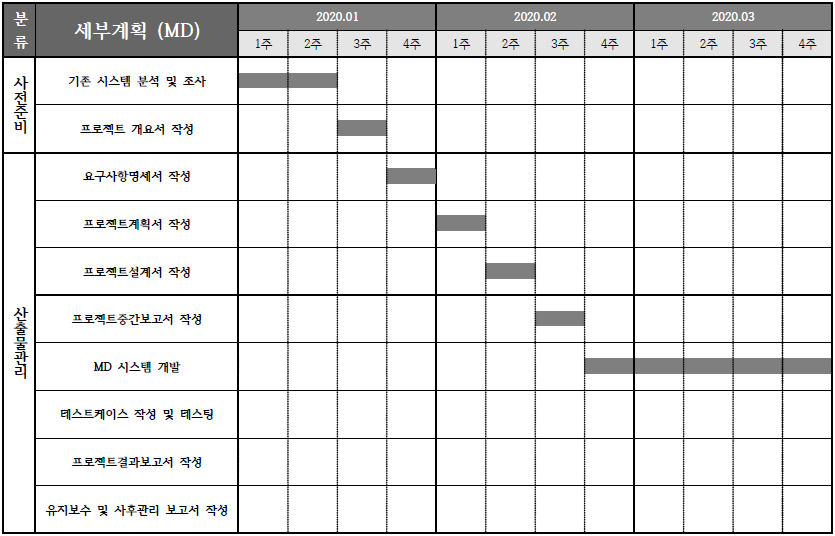 분류
세부계획 (MD)
2020.01
2020.02
2020.03
1주 2주 3주 4주 1주 2주 3주 4주 1주 2주 3주 4주
사전준비
기존 시스템 분석 및 조사
프로젝트 개요서 작성
산출물관리
요구사항명세서 작성
프로젝트계획서 작성
프로젝트설계서 작성
프로젝트중간보고서 작성
MD 시스템 개발
테스트케이스 작성 및 테스팅
프로젝트결과보고서 작성
유지보수 및 사후관리 보고서 작성